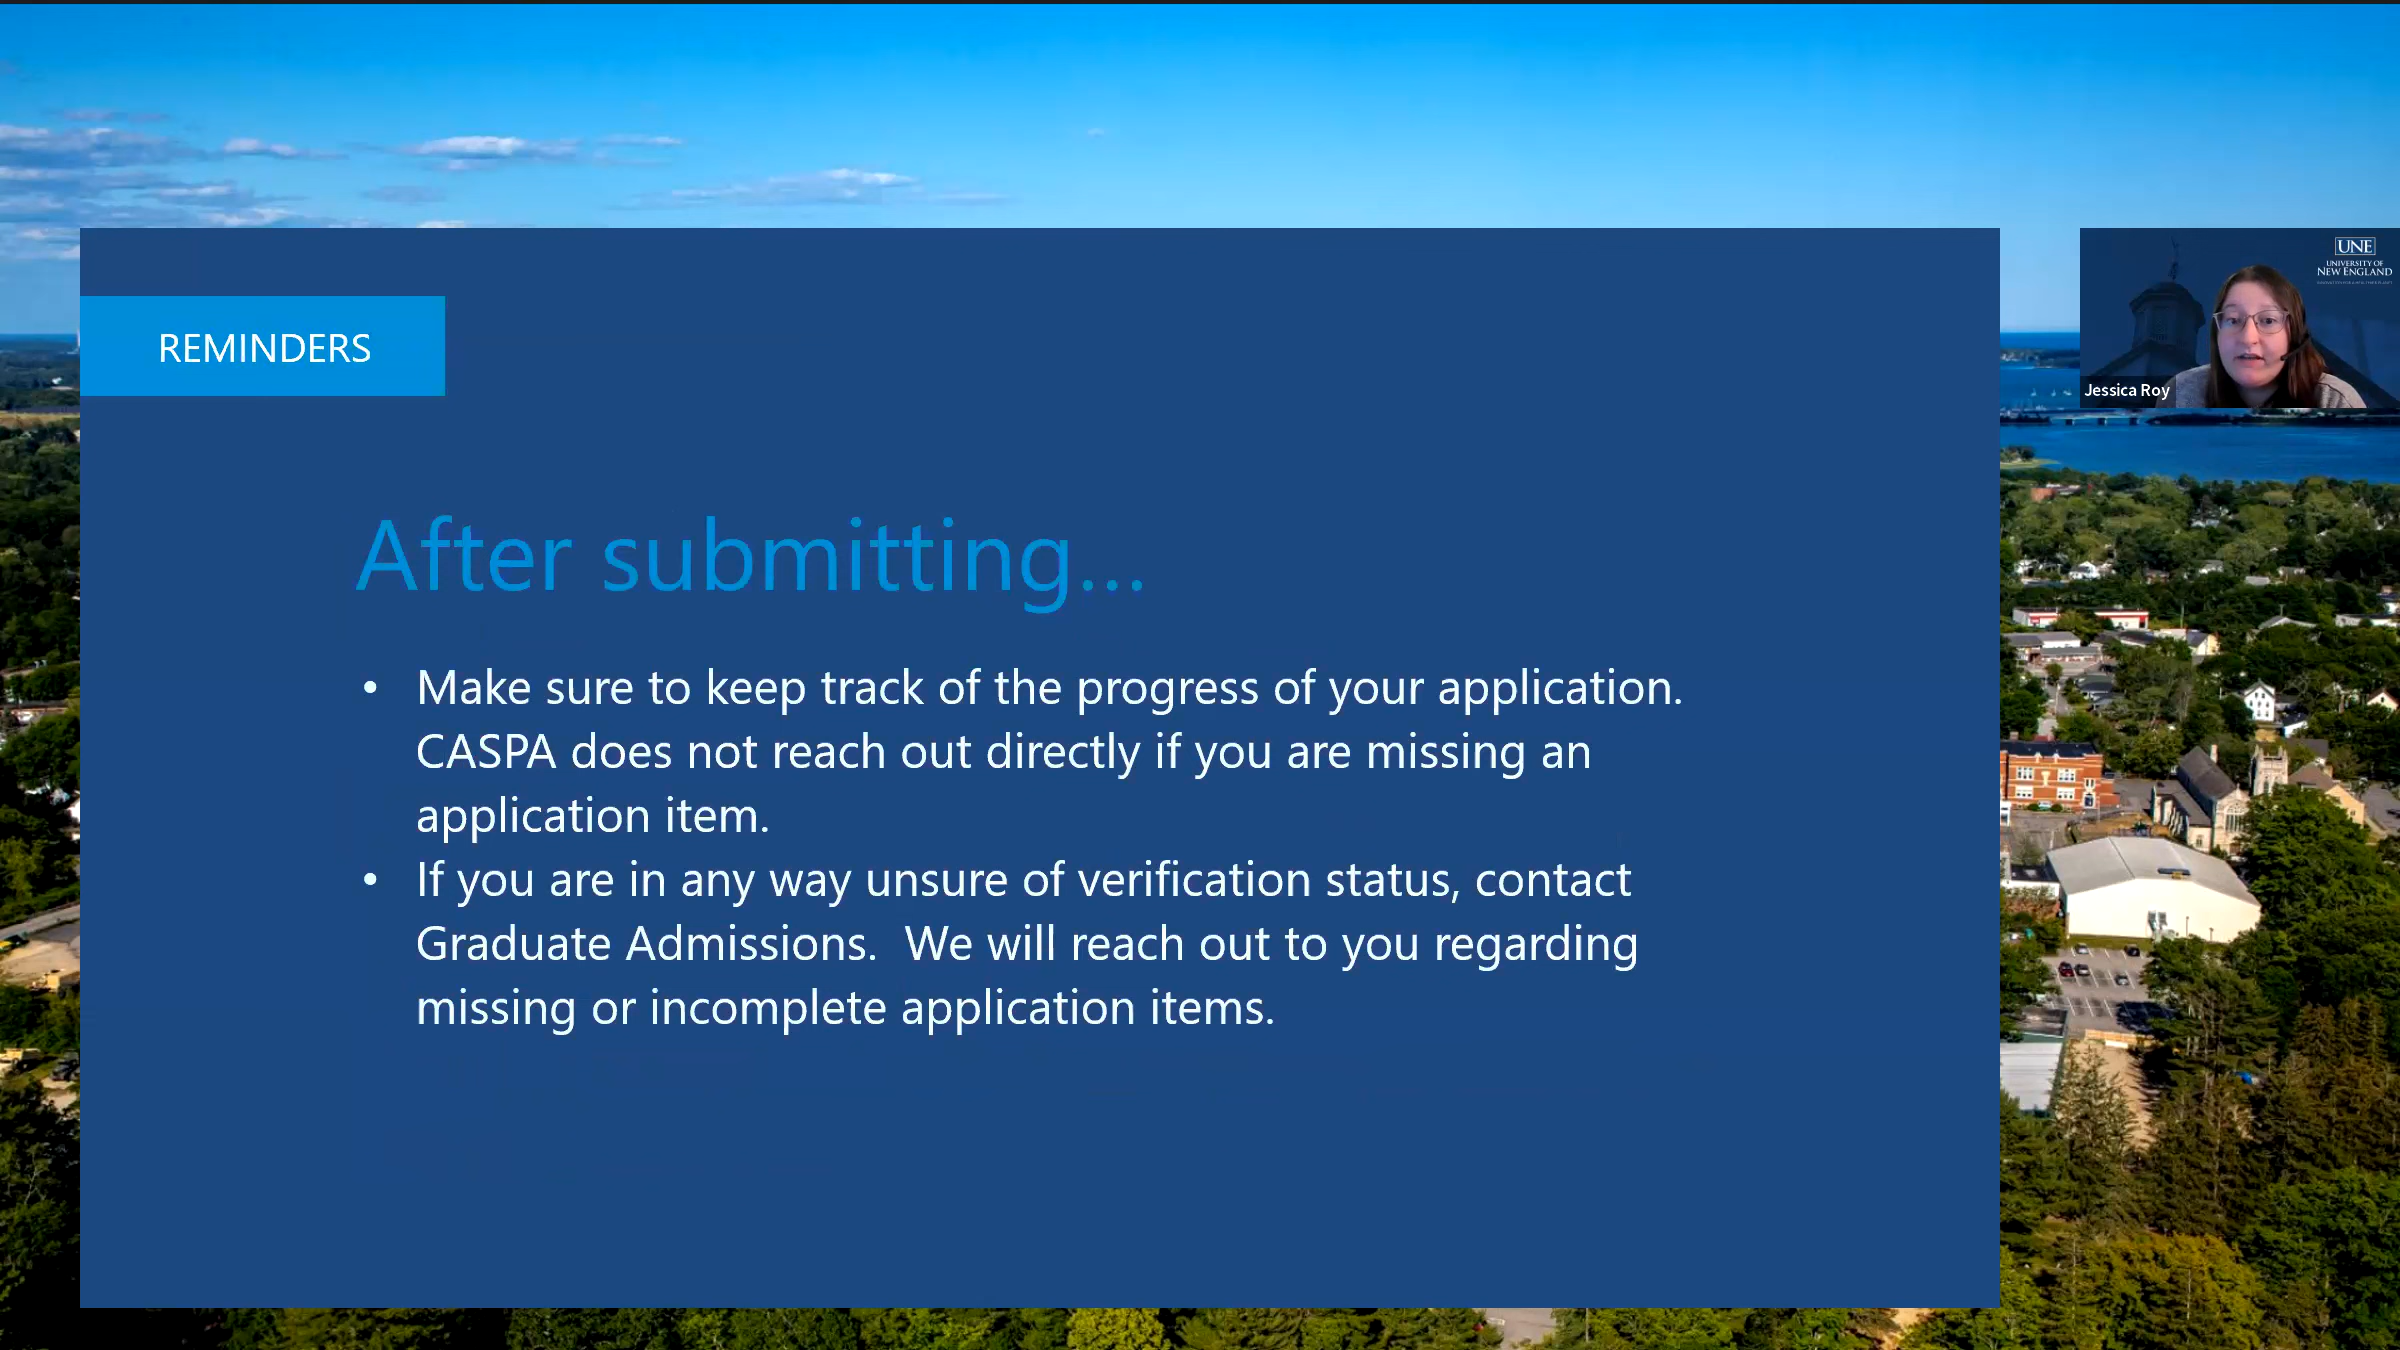 UNE
UNIVERSITY OF
NEW ENGLAND
Jessica Roy
REMINDERS
After submitting...
• Make sure to keep track of the progress of your application.
CASPA does not reach out directly if you are missing an
application item.
• If you are in any way unsure of verification status, contact
Graduate Admissions.  We will reach out to you regarding
missing or incomplete application items.